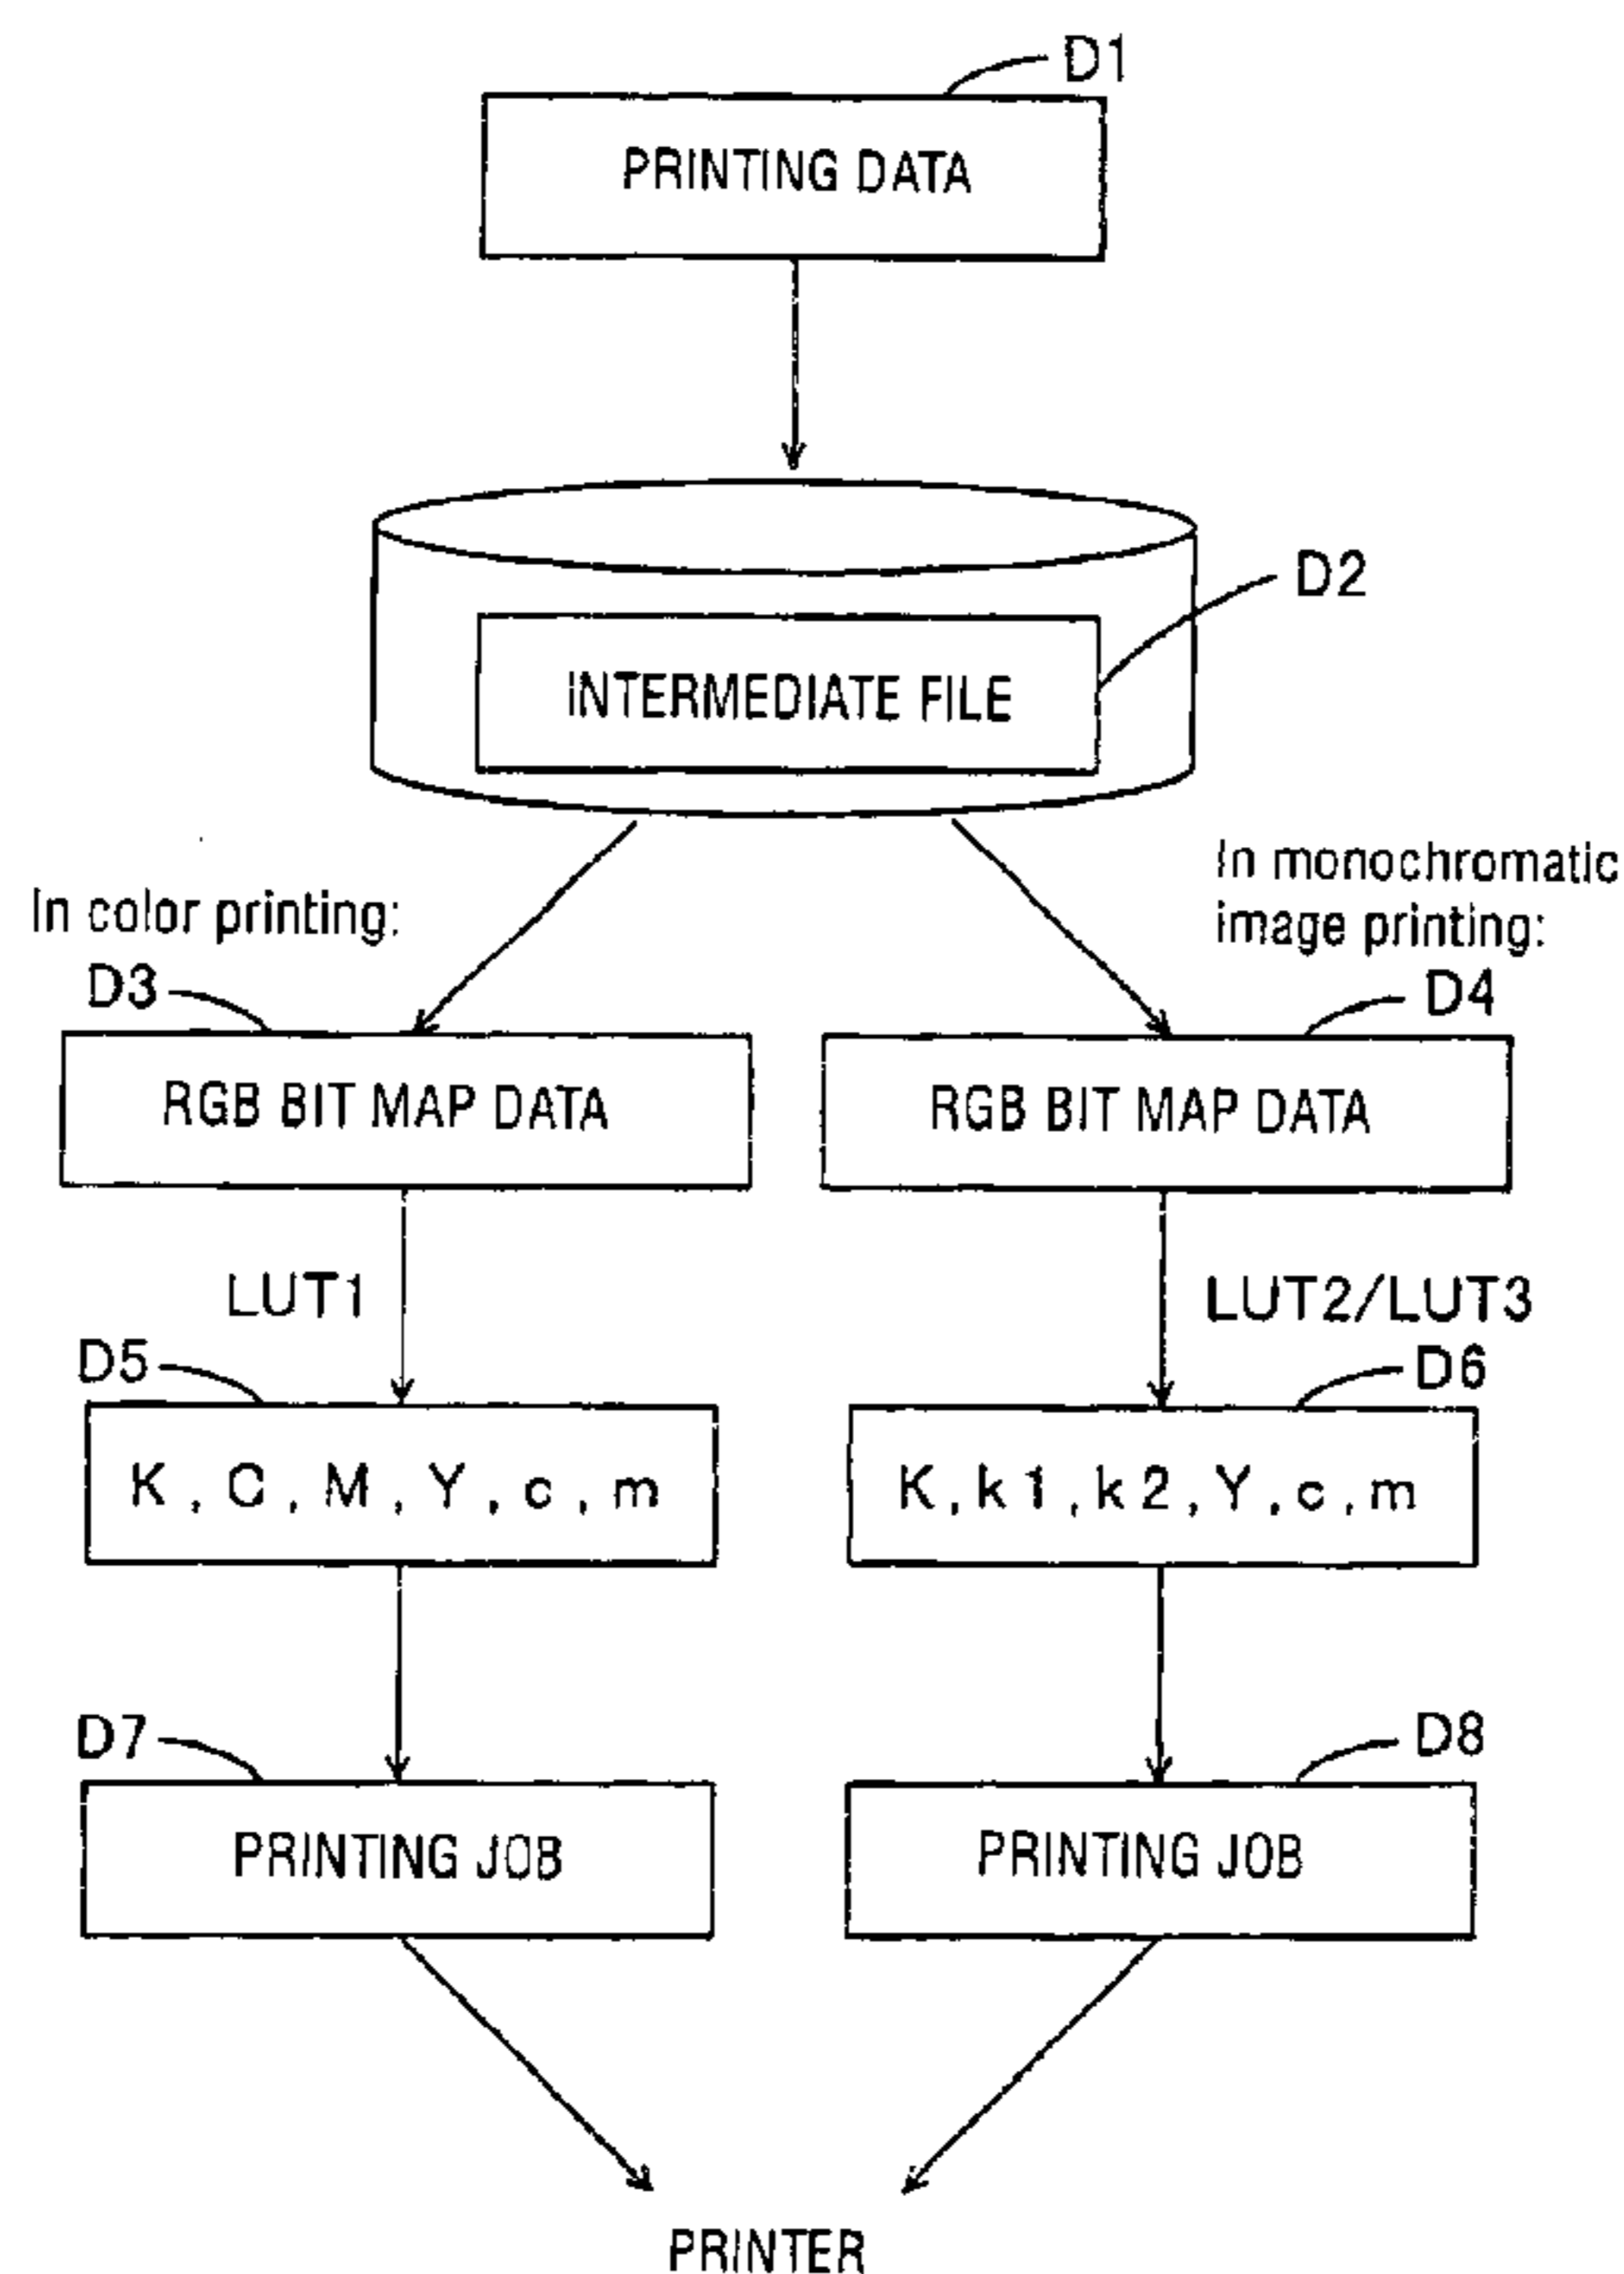 D1
PRINTING DATA
D2
INTERMEDIATE FILE
In color printing:
In monochromatic
image printing:
D3
D4
RGB BIT MAP DATA
RGB BIT MAP DATA
LUT1
LUT2/LUT3
D5
D6
K, C, M, Y, c, m
K, k1, k2, Y, c, m
D7
D8
PRINTING JOB
PRINTING JOB
PRINTER